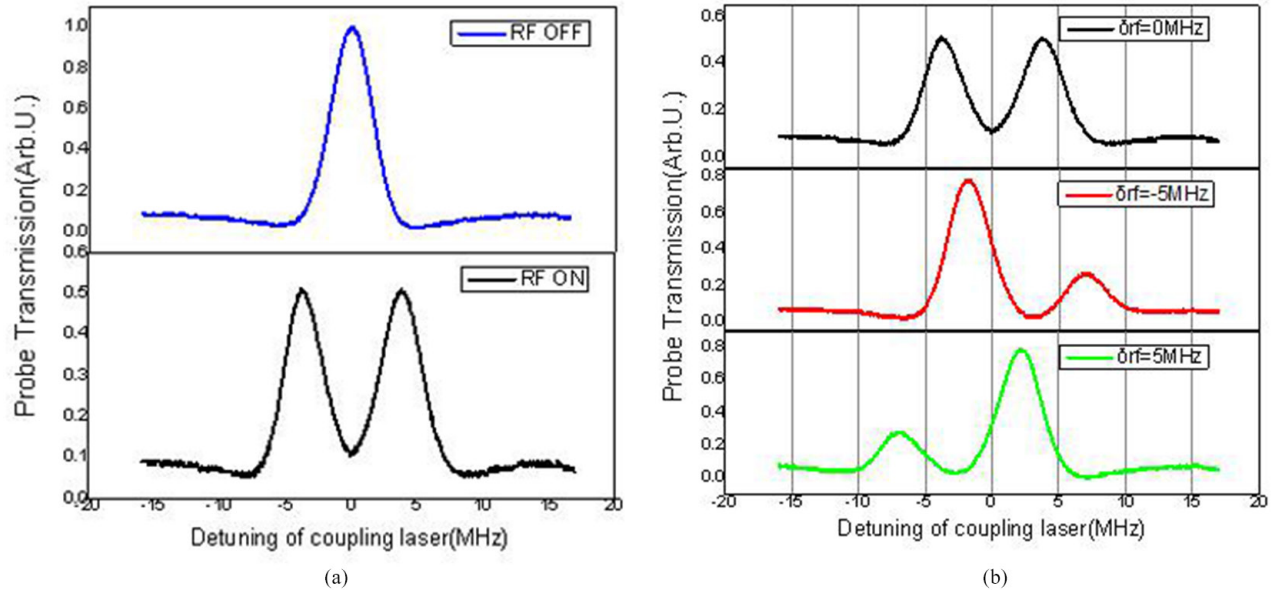 Probe Transmission(Arb.U.)
RF OFF
1.0
0.8
0.6
0.4
0.2
0.0
0.6
RF ON
0.5
0.4
0.3
0.2
0.1
0.0
-20 -15 -10 -5 0 5 10 15 20
Detuning of coupling laser(MHz)
(a)
Probe Transmission(Arb.U.)
0.6
0.4
0.2
0.0
δrf=0MHz
0.8
0.6
0.4
0.2
0.0
δrf=-5MHz
0.8
0.6
0.4
0.2
0.0
δrf=5MHz
-20 -15 -10 -5 0 5 10 15 20
Detuning of coupling laser(MHz)
(b)